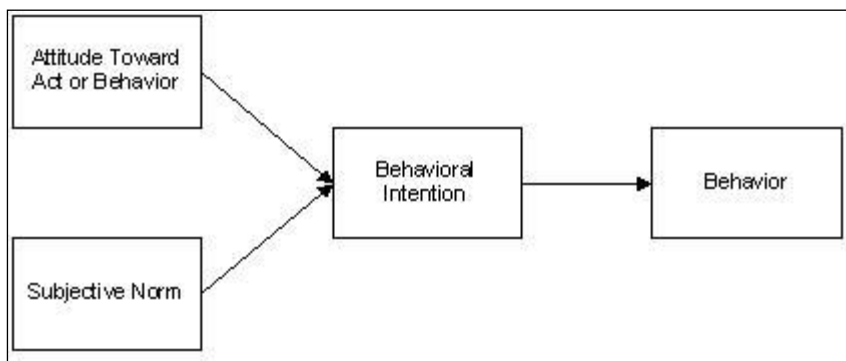 Attitude Toward
Act or Behavior
Behavioral
Intention
Behavior
Subjective Norm